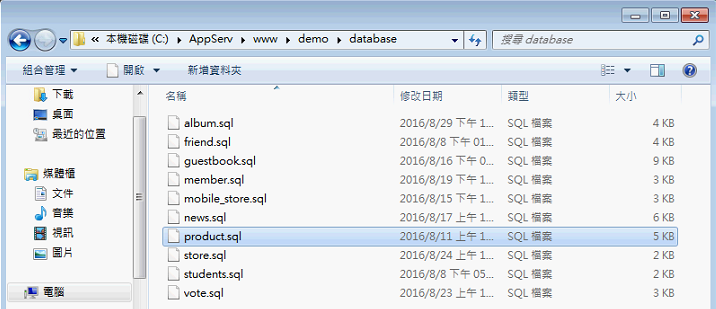 « 本機磁碟 (C:) ▸ AppServ ▸ www ▸ demo ▸ database
搜尋 database
組合管理 ▼ 開啟 ▼ 新增資料夾
下載
桌面
最近的位置
媒體櫃
文件
音樂
視訊
圖片
電腦
名稱 修改日期 類型 大小
album.sql 2016/8/29 下午 1... SQL 檔案 4 KB
friend.sql 2016/8/8 下午 01... SQL 檔案 4 KB
guestbook.sql 2016/8/16 下午 0... SQL 檔案 9 KB
member.sql 2016/8/19 下午 1... SQL 檔案 3 KB
mobile_store.sql 2016/8/15 下午 1... SQL 檔案 3 KB
news.sql 2016/8/17 上午 1... SQL 檔案 6 KB
product.sql 2016/8/11 上午 1... SQL 檔案 5 KB
store.sql 2016/8/24 上午 1... SQL 檔案 2 KB
students.sql 2016/8/8 下午 05... SQL 檔案 2 KB
vote.sql 2016/8/23 上午 1... SQL 檔案 3 KB